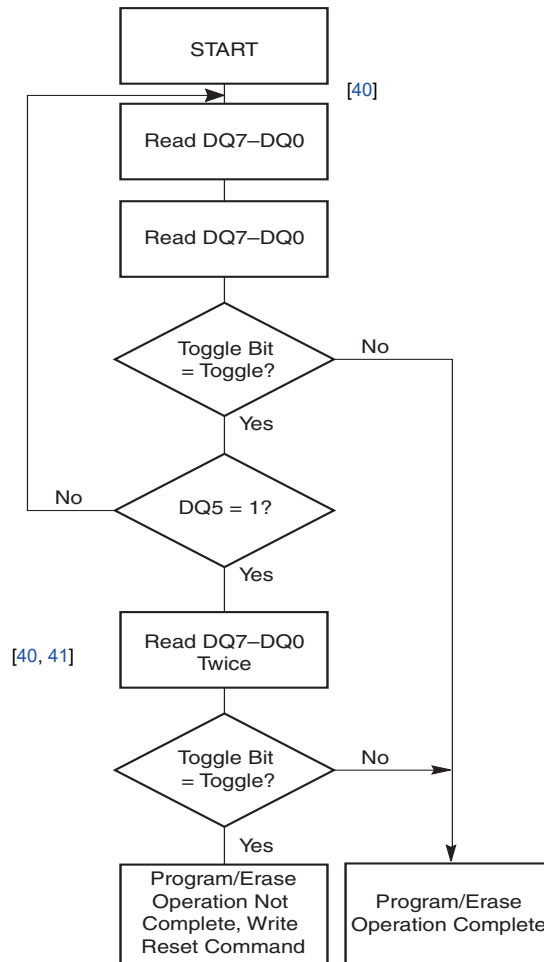 START
[40]
Read DQ7–DQ0
Read DQ7–DQ0
Toggle Bit
= Toggle?
No
Yes
No
DQ5 = 1?
Yes
[40, 41]
Read DQ7–DQ0
Twice
Toggle Bit
= Toggle?
No
Yes
Program/Erase
Operation Not
Complete, Write
Reset Command
Program/Erase
Operation Complete